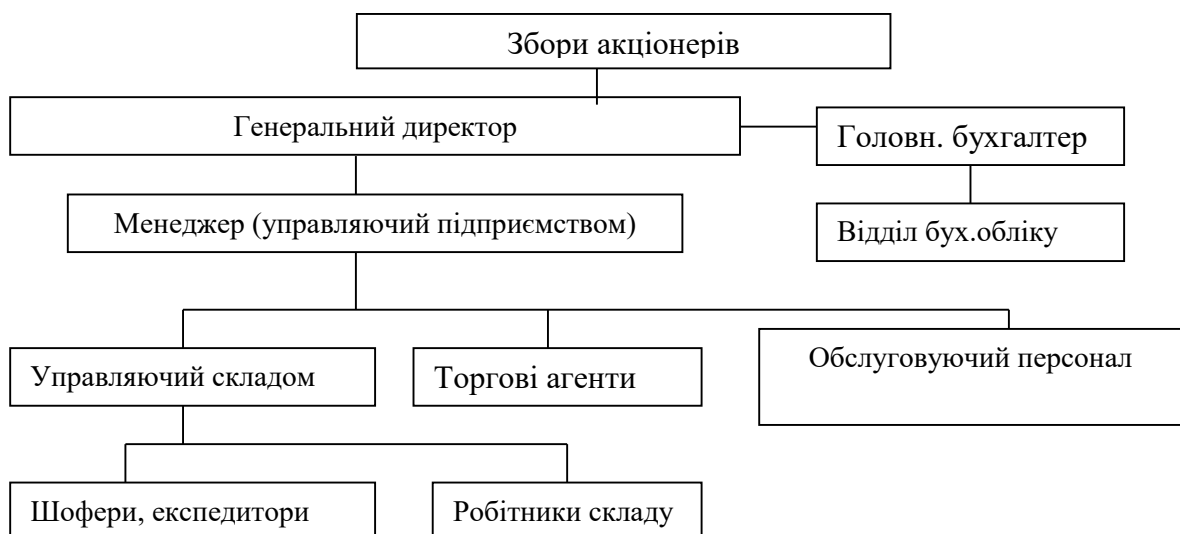 Збори акціонерів
Генеральний директор
Головн. бухгалтер
Менеджер (управляючий підприємством)
Відділ бух.обліку
Управляючий складом
Торгові агенти
Обслуговуючий персонал
Шофери, експедитори
Робітники складу